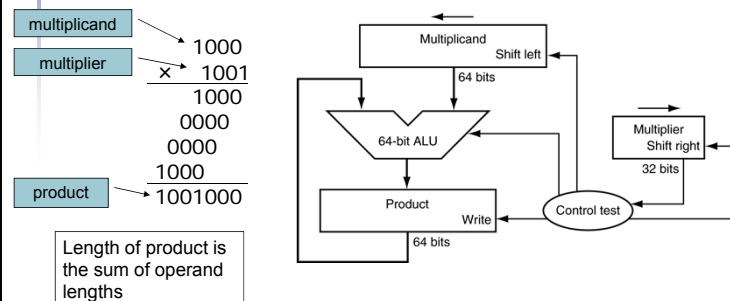 multiplicand
1000
multiplier
× 1001
1000
0000
0000
1000
product
1001000
Length of product is
the sum of operand
lengths
Multiplicand
Shift left
64 bits
64-bit ALU
Multiplier
Shift right
32 bits
Product
Write
Control test
64 bits